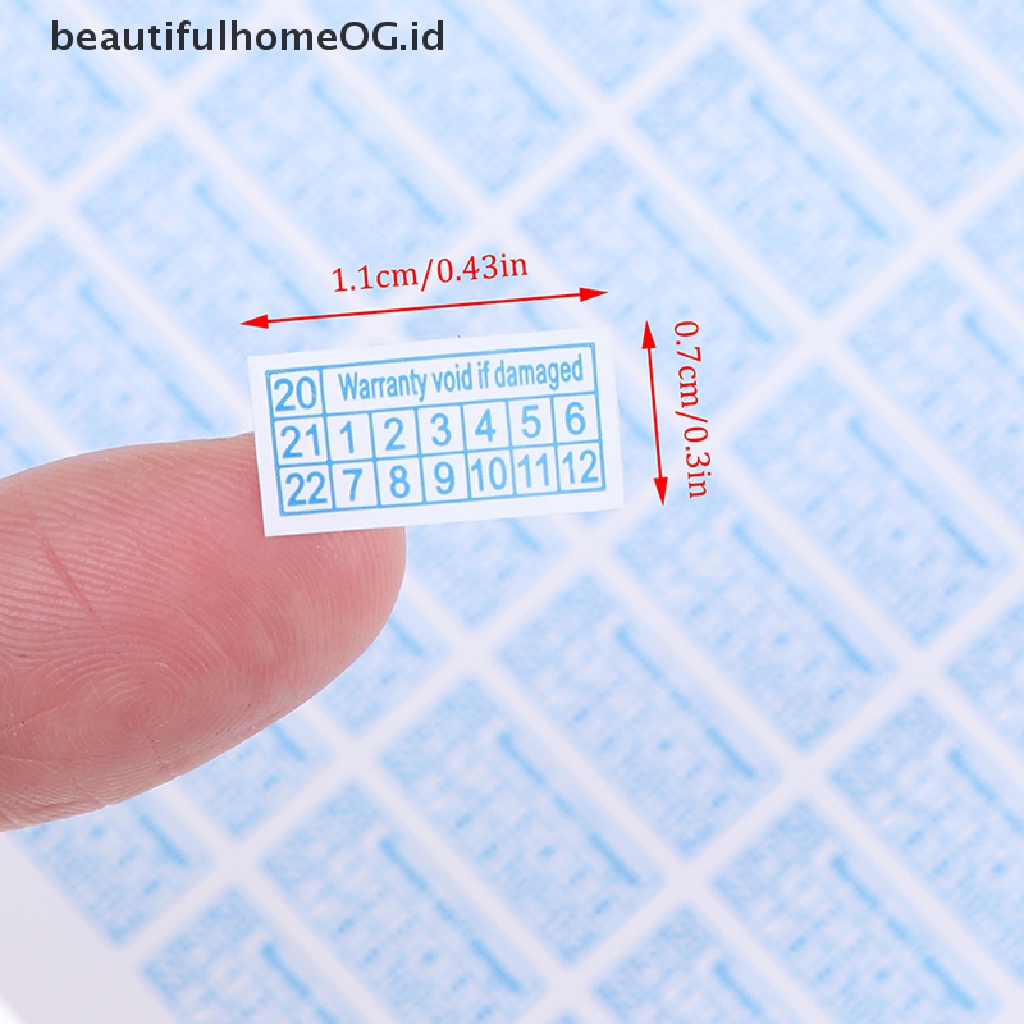 beautifulhomeOG.id
1.1cm/0.43in
0.7cm/0.3in
20 Warranty void if damaged
21 1 2 3 4 5 6
22 7 8 9 10 11 12